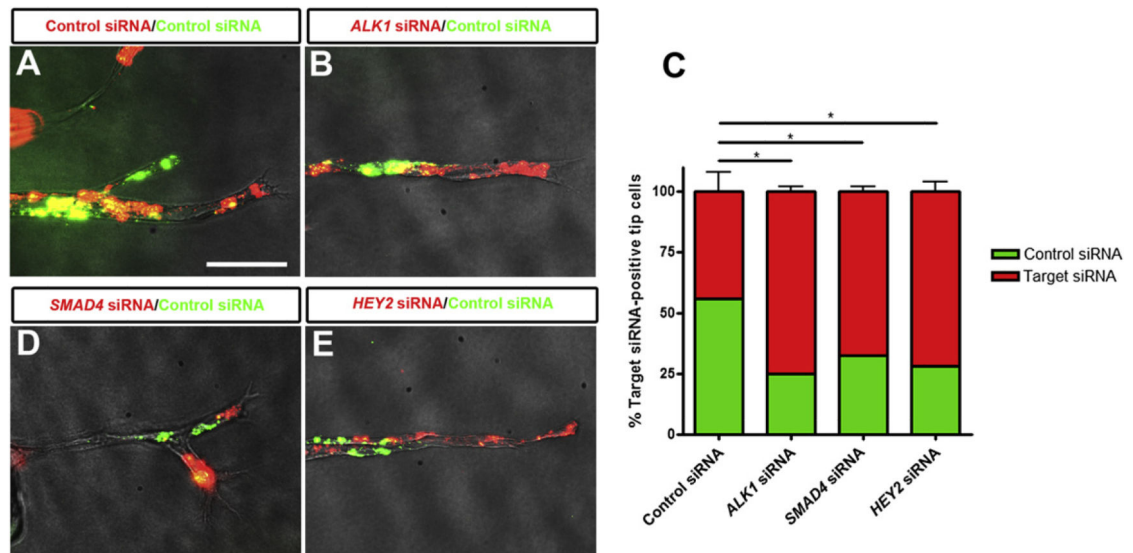 Control siRNA/Control siRNA
ALK1 siRNA/Control siRNA
A
B
C
SMAD4 siRNA/Control siRNA
HEY2 siRNA/Control siRNA
D
E
*
*
*
% Target siRNA-positive tip cells
100
75
50
25
0
Control siRNA
ALK1 siRNA
SMAD4 siRNA
HEY2 siRNA
Control siRNA
Target siRNA